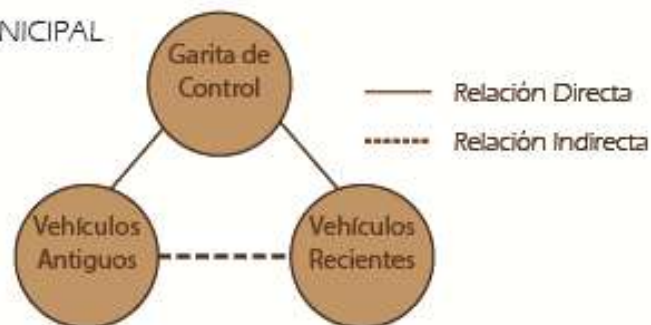 NICIPAL
Garita de
Control
Relación Directa
Relación Indirecta
Vehículos
Antiguos
Vehículos
Recientes